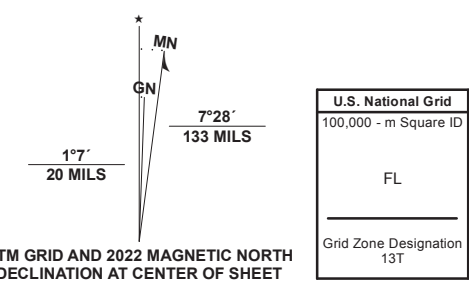 ★
MN
GN
7°28´
133 MILS
1°7´
20 MILS
TM GRID AND 2022 MAGNETIC NORTH
DECLINATION AT CENTER OF SHEET
U.S. National Grid
100,000 - m Square ID
FL
Grid Zone Designation
13T